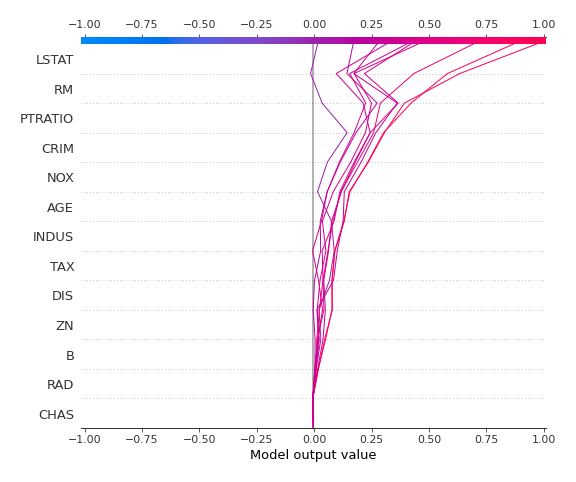 −1.00 −0.75 −0.50 −0.25 0.00 0.25 0.50 0.75 1.00
LSTAT
RM
PTRATIO
CRIM
NOX
AGE
INDUS
TAX
DIS
ZN
B
RAD
CHAS
−1.00 −0.75 −0.50 −0.25 0.00 0.25 0.50 0.75 1.00
Model output value